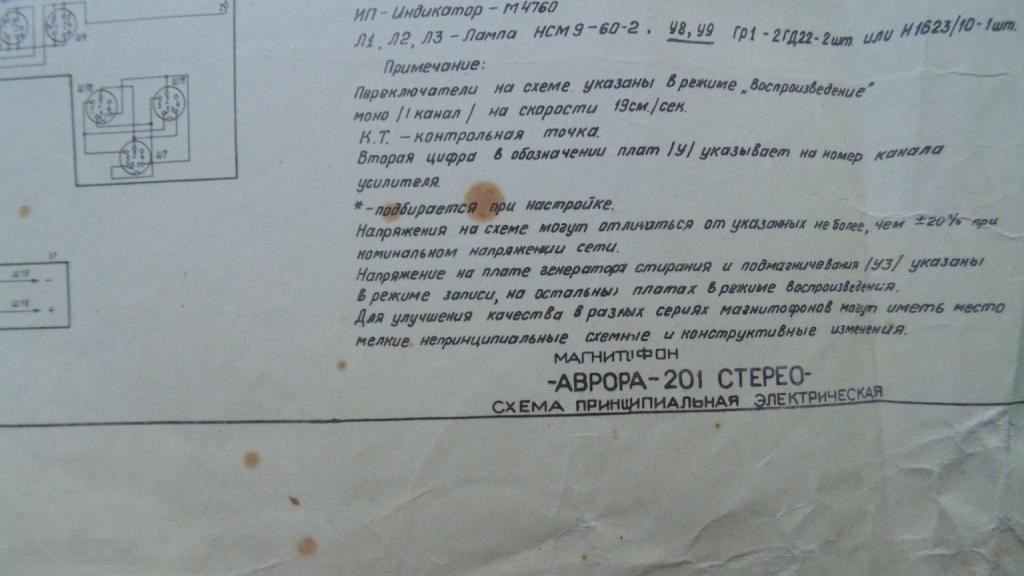 ИП - Индикатор - М4760
Л1, Л2, Л3 - Лампа НСМ9-60-2. У8, У9 Гр1 - 2ГД22-2шт или Н1623/10-1шт.
Примечание:
Переключатели на схеме указаны в режиме „Воспроизведение"
моно /1 канал/ на скорости 19см./сек.
К.Т. - контрольная точка.
Вторая цифра в обозначении плат /У/ указывает на номер канала
усилителя.
*-подбирается при настройке.
Напряжения на схеме могут отличаться от указанных не более, чем ±20% при
номинальном напряжении сети.
Напряжение на плате генератора стирания и подмагничевания /У3/ указаны
в режиме записи, на остальных платах в режиме воспроизведения.
Для улучшения качества в разных сериях магнитофонов могут иметь место
мелкие непринципиальные схемные и конструктивные изменения.
МАГНИТОФОН
-АВРОРА-201 СТЕРЕО-
СХЕМА ПРИНЦИПИАЛЬНАЯ ЭЛЕКТРИЧЕСКАЯ
Ш7
-
+